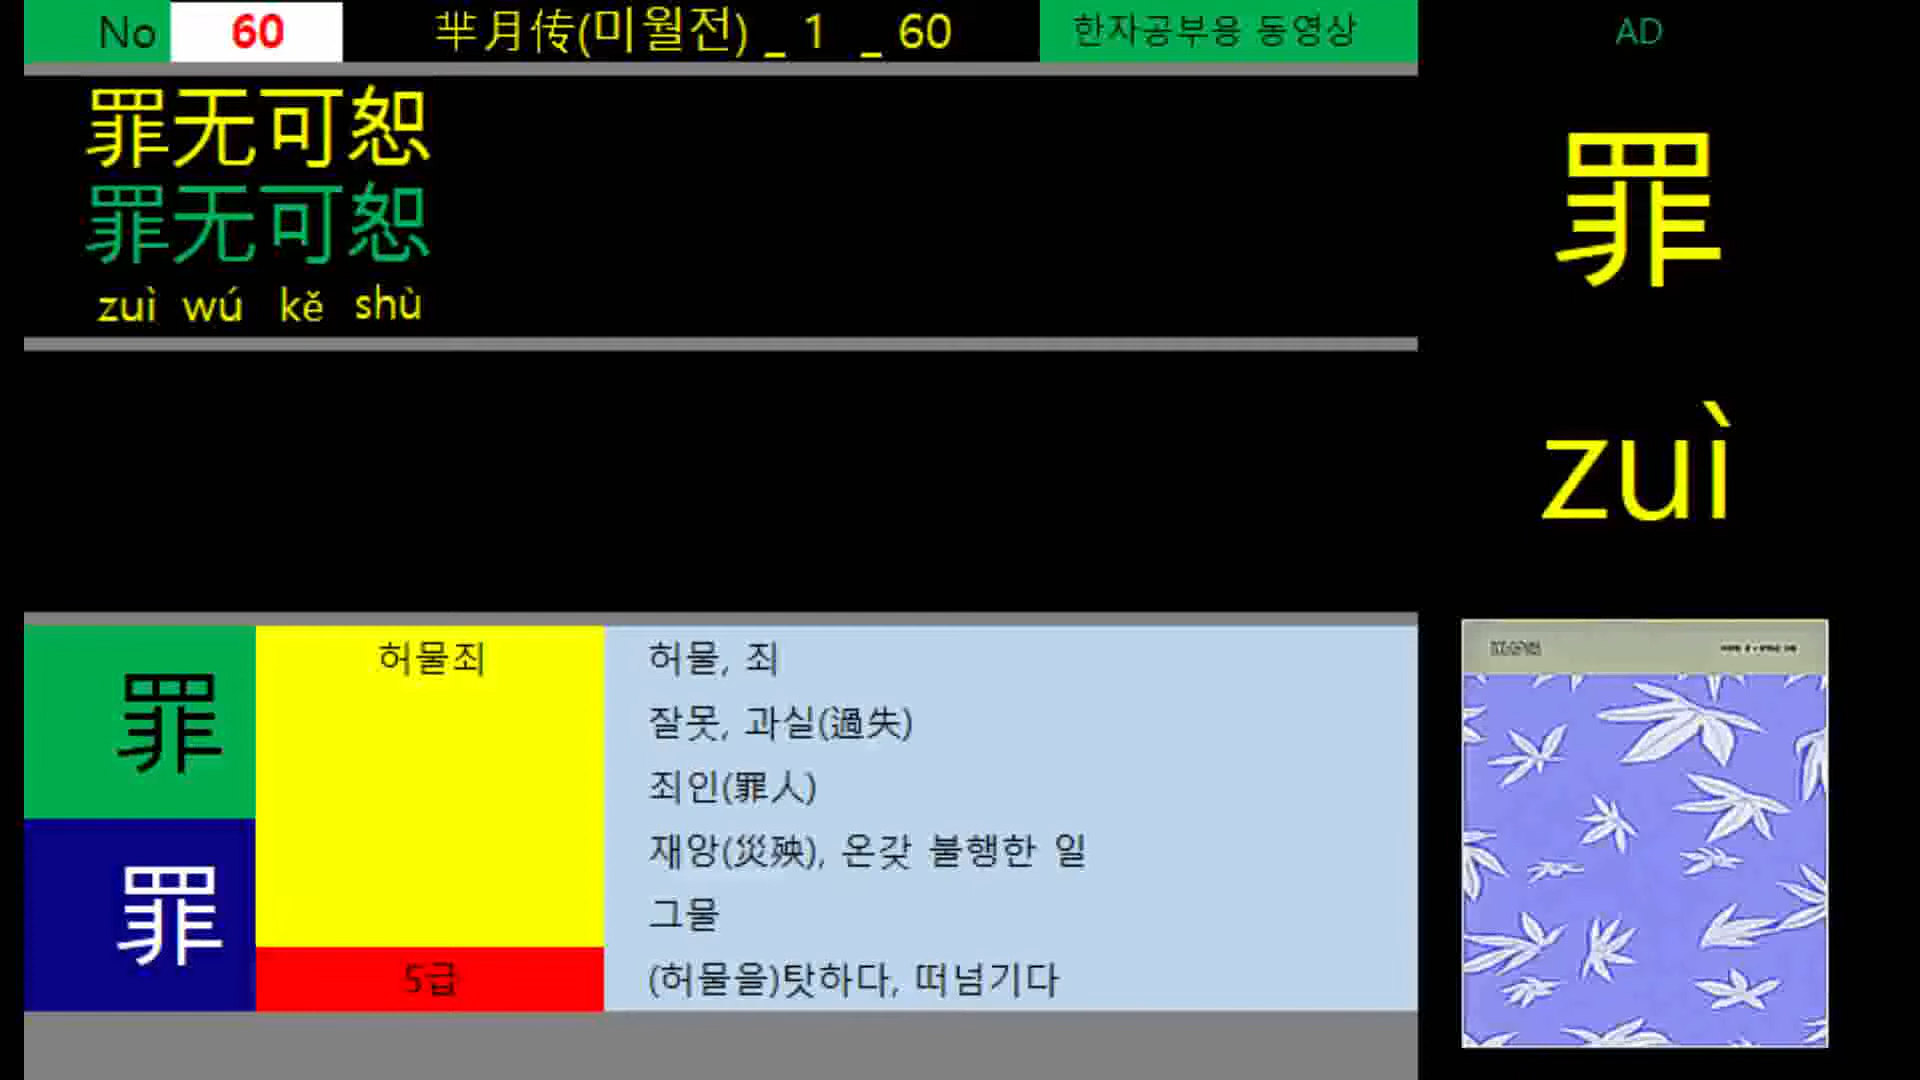 No 60 芈月传(미월전) _ 1 _ 60 한자공부용 동영상 AD
罪无可恕
罪无可恕
zuì wú kě shù
罪
zuì
罪 허물죄 허물, 죄
잘못, 과실(過失)
죄인(罪人)
재앙(災殃), 온갖 불행한 일
罪 그물
5급 (허물을)탓하다, 떠넘기다